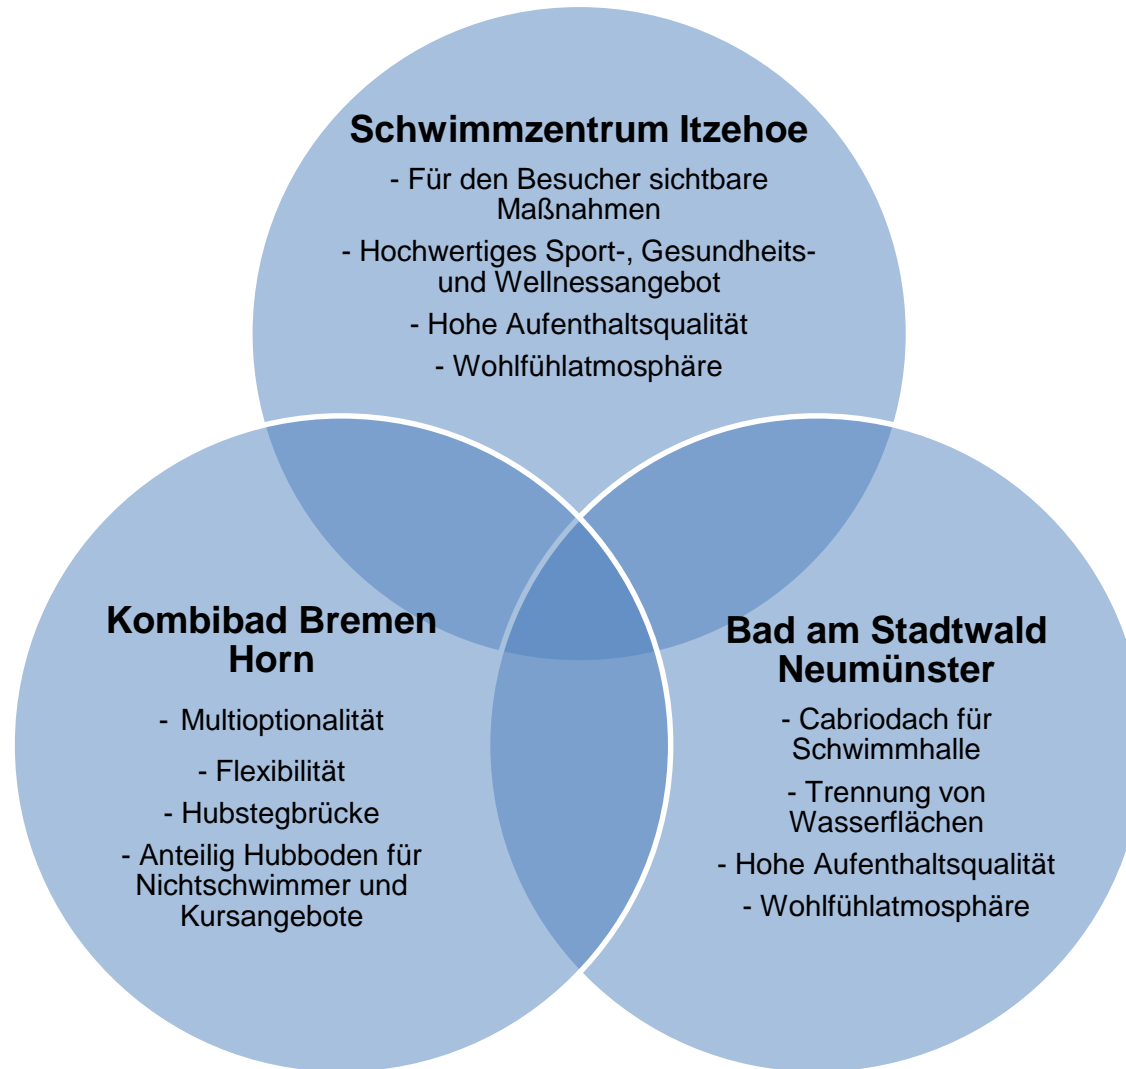 Schwimmzentrum Itzehoe
- Für den Besucher sichtbare
Maßnahmen
- Hochwertiges Sport-, Gesundheits-
und Wellnessangebot
- Hohe Aufenthaltsqualität
- Wohlfühlatmosphäre
Kombibad Bremen
Horn
- Multioptionalität
- Flexibilität
- Hubstegbrücke
- Anteilig Hubboden für
Nichtschwimmer und
Kursangebote
Bad am Stadtwald
Neumünster
- Cabriodach für
Schwimmhalle
- Trennung von
Wasserflächen
- Hohe Aufenthaltsqualität
- Wohlfühlatmosphäre